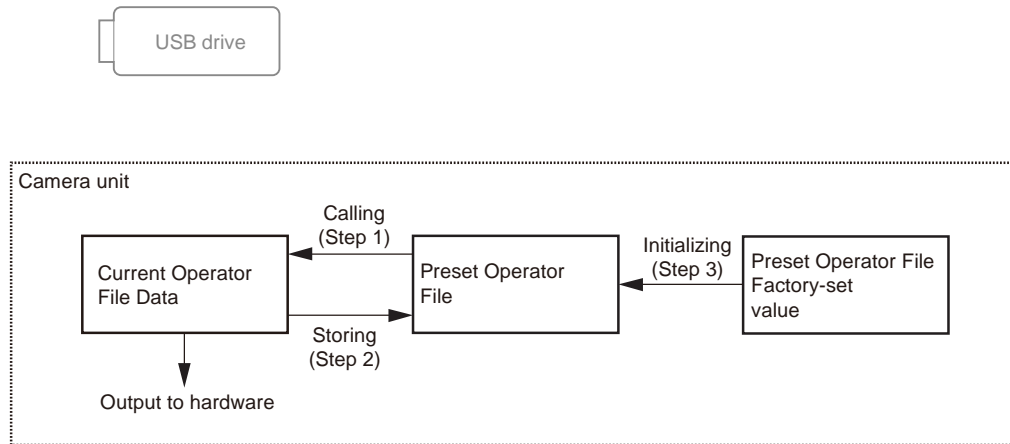 USB drive
Camera unit
Calling
(Step 1)
Initializing
(Step 3)
Current Operator
File Data
Preset Operator
File
Preset Operator File
Factory-set
value
Storing
(Step 2)
Output to hardware